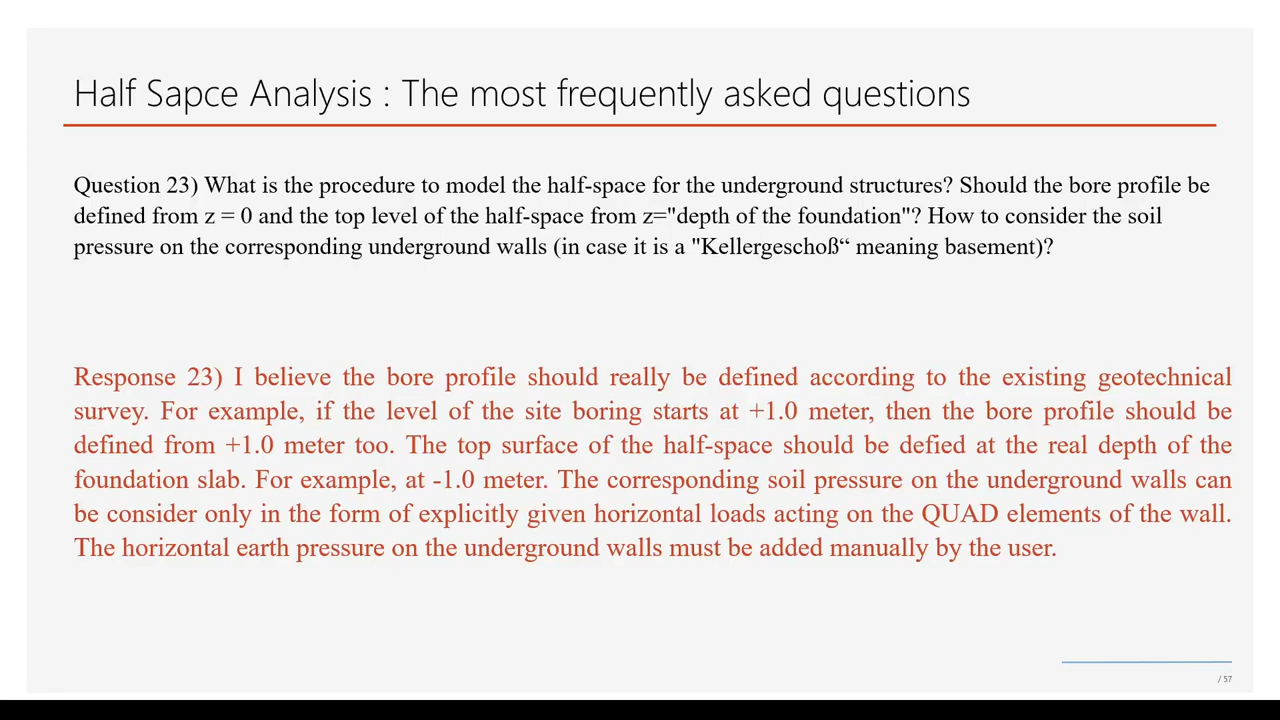 Half Sapce Analysis : The most frequently asked questions
Question 23) What is the procedure to model the half-space for the underground structures? Should the bore profile be
defined from z = 0 and the top level of the half-space from z="depth of the foundation"? How to consider the soil
pressure on the corresponding underground walls (in case it is a "Kellergeschoß“ meaning basement)?
Response 23) I believe the bore profile should really be defined according to the existing geotechnical
survey. For example, if the level of the site boring starts at +1.0 meter, then the bore profile should be
defined from +1.0 meter too. The top surface of the half-space should be defied at the real depth of the
foundation slab. For example, at -1.0 meter. The corresponding soil pressure on the underground walls can
be consider only in the form of explicitly given horizontal loads acting on the QUAD elements of the wall.
The horizontal earth pressure on the underground walls must be added manually by the user.
/ 57